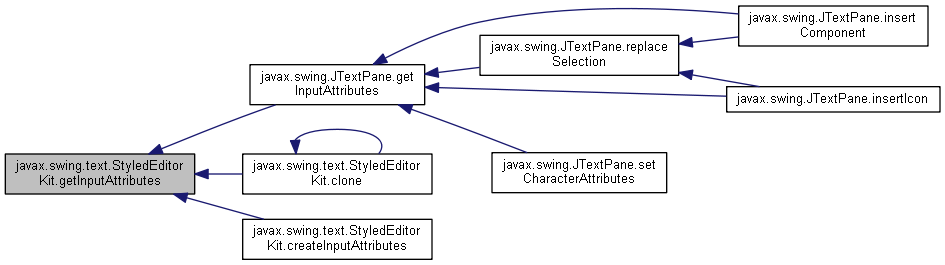 javax.swing.JTextPane.insert
Component
javax.swing.JTextPane.replace
Selection
javax.swing.JTextPane.get
InputAttributes
javax.swing.JTextPane.insertIcon
javax.swing.text.StyledEditor
Kit.getInputAttributes
javax.swing.text.StyledEditor
Kit.clone
javax.swing.JTextPane.set
CharacterAttributes
javax.swing.text.StyledEditor
Kit.createInputAttributes